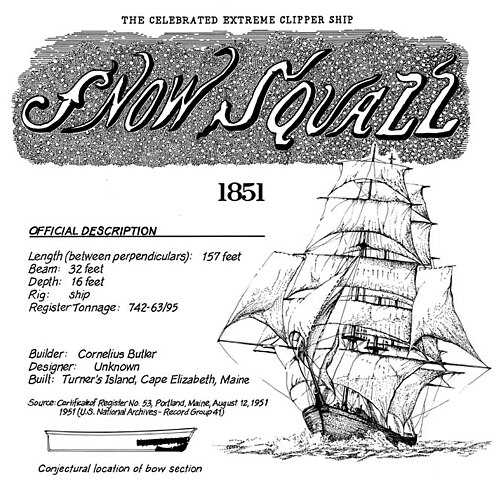 THE CELEBRATED EXTREME CLIPPER SHIP
SNOW SQUALL
1851
OFFICIAL DESCRIPTION
Length (between perpendiculars): 157 feet
Beam: 32 feet
Depth: 16 feet
Rig: ship
Register Tonnage: 742-63/95
Builder: Cornelius Butler
Designer: Unknown
Built: Turner's Island, Cape Elizabeth, Maine
Source: Certificate of Register No. 53, Portland, Maine, August 12, 1951
1951 (U.S. National Archives - Record Group 41)
Conjectural location of bow section